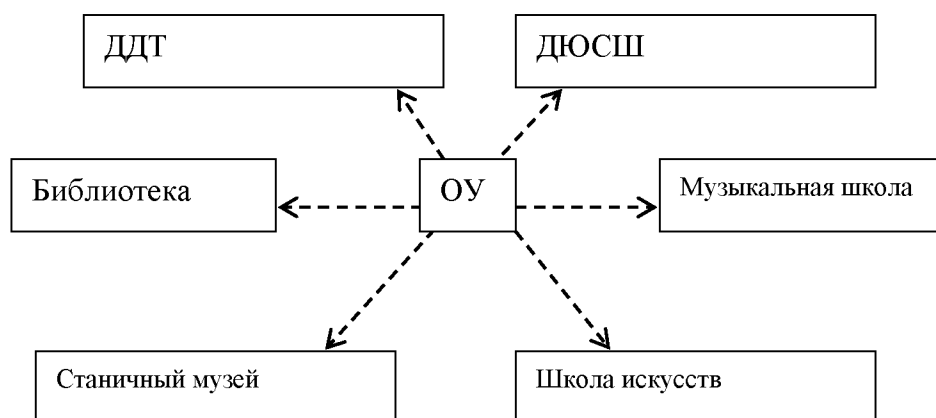 ДДТ
ДЮСШ
Библиотека
ОУ
Музыкальная школа
Станичный музей
Школа искусств